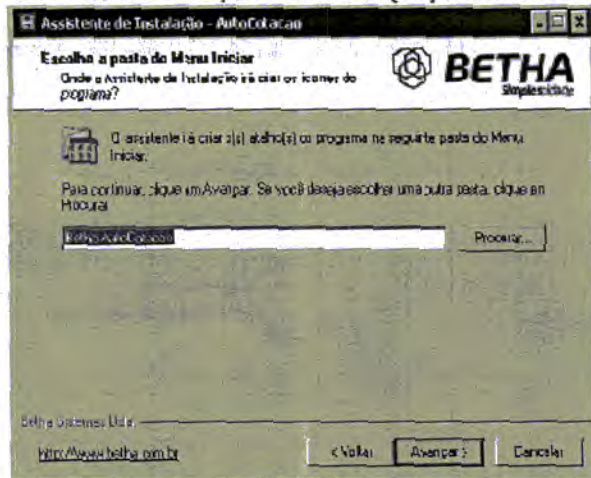 Assistente de Instalação - AutoCotacao
Escolha a pasta do Menu Iniciar
Onde o Assistente de Instalação irá criar os ícones do
programa?
BETHA
Simplescidade
O assistente irá criar o(s) atalho(s) do programa na seguinte pasta do Menu
Iniciar.
Para continuar, clique em Avançar. Se você deseja escolher uma outra pasta, clique em
Procurar.
Betha AutoCotacao
Procurar...
Betha Sistemas Ltda.
http://www.betha.com.br
< Voltar
Avançar >
Cancelar